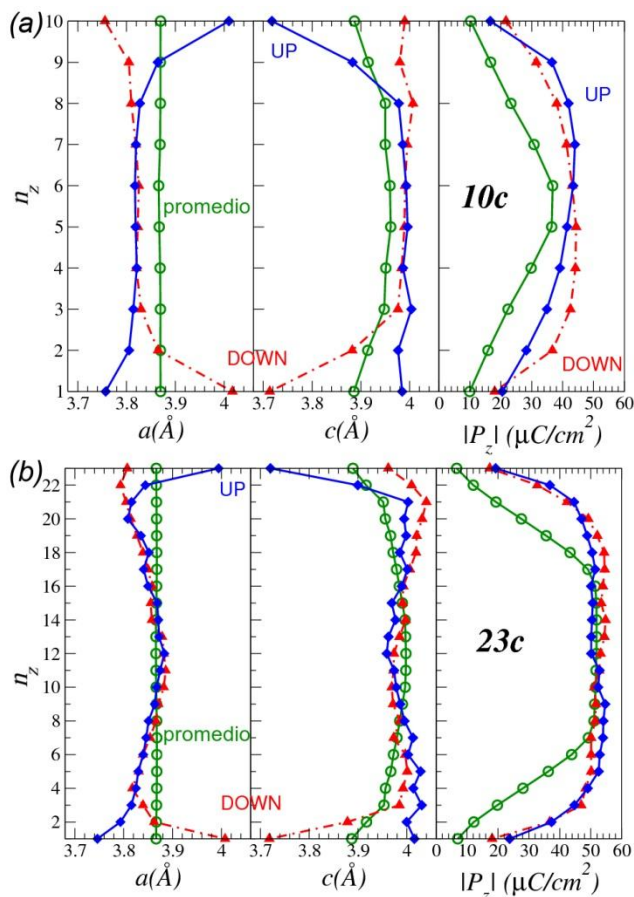 (a)
10
9
8
7
6
5
4
3
2
1
n_z
UP
UP
promedio
10c
DOWN
DOWN
3.7 3.8 3.9 4 3.7 3.8 3.9 4 0 10 20 30 40 50 60
a(Å) c(Å) |P_z| (μC/cm²)
(b)
22
20
18
16
14
12
10
8
6
4
2
n_z
UP
23c
promedio
DOWN
3.7 3.8 3.9 4 3.7 3.8 3.9 4 0 10 20 30 40 50 60
a(Å) c(Å) |P_z| (μC/cm²)